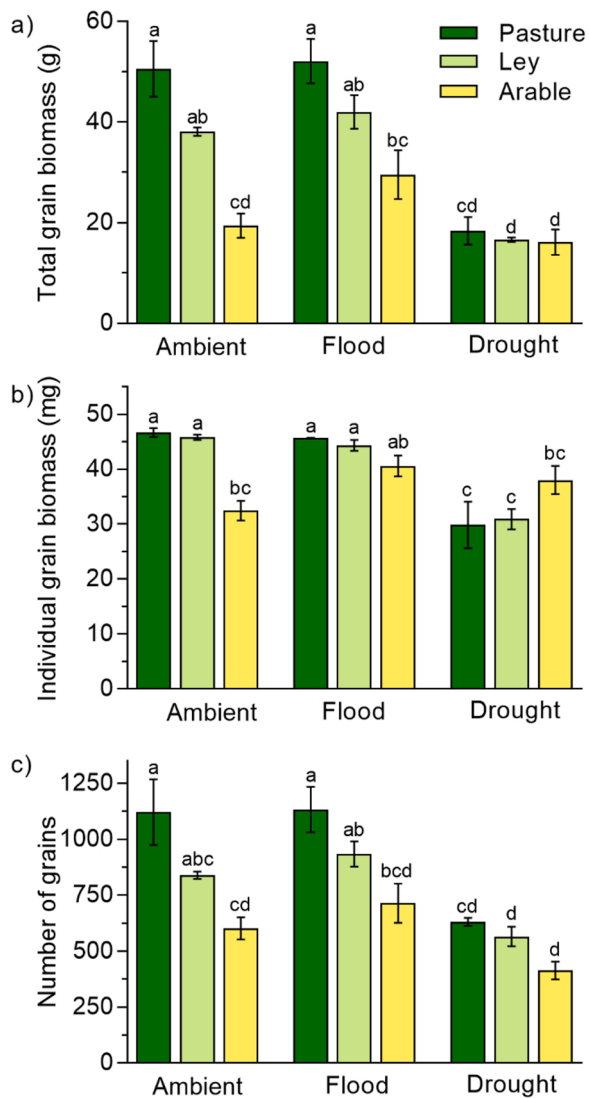 a)
Total grain biomass (g)
60
40
20
0
a
ab
cd
a
ab
bc
cd
d
d
Pasture
Ley
Arable
Ambient
Flood
Drought
b)
Individual grain biomass (mg)
50
40
30
20
10
0
a
a
bc
a
a
ab
c
c
bc
Ambient
Flood
Drought
c)
Number of grains
1250
1000
750
500
250
0
a
abc
cd
a
ab
bcd
cd
d
d
Ambient
Flood
Drought